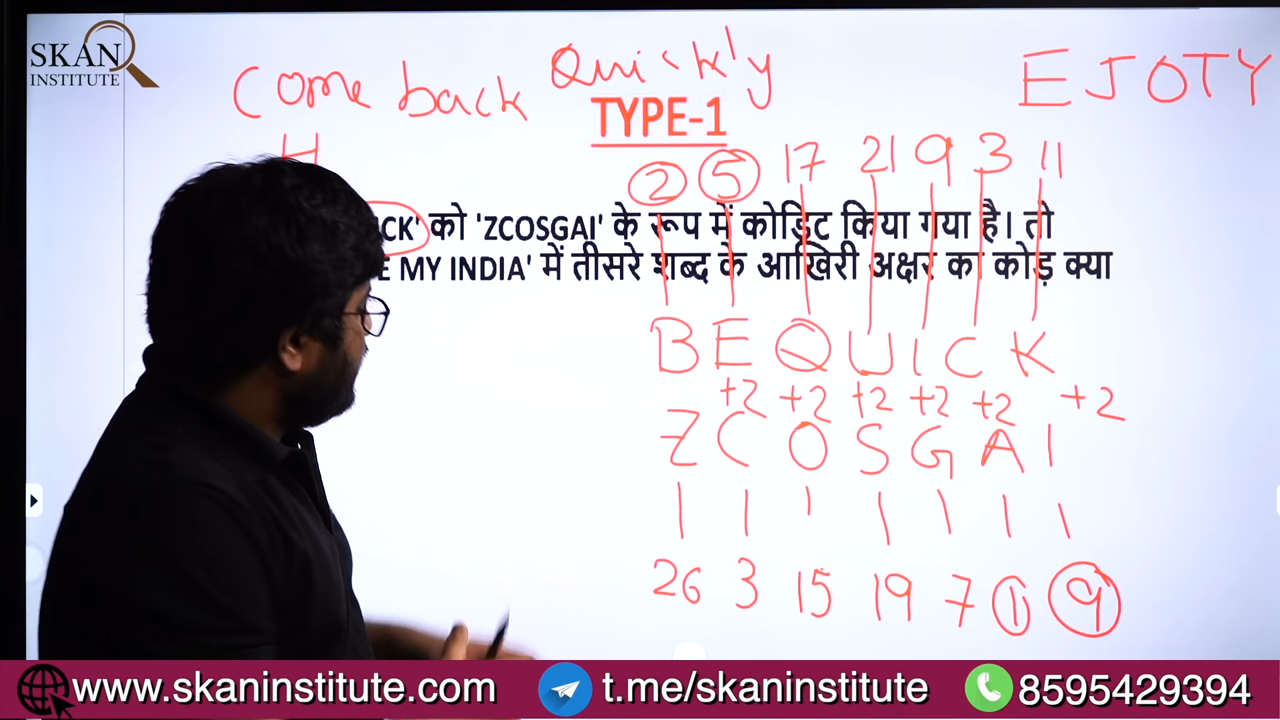 SKAN
INSTITUTE
Come back Quickly
EJOTY
TYPE-1
H
2 5 17 21 9 3 11
CK' को 'ZCOSGAI' के रूप में कोडि़ट किया गया है। तो
E MY INDIA' में तीसरे शब्द के आखिरी अक्षर का कोड़ क्या
B E Q U I C K
+2 +2 +2 +2 +2 +2
Z C O S G A I
26 3 15 19 7 1 9
www.skaninstitute.com t.me/skaninstitute 8595429394